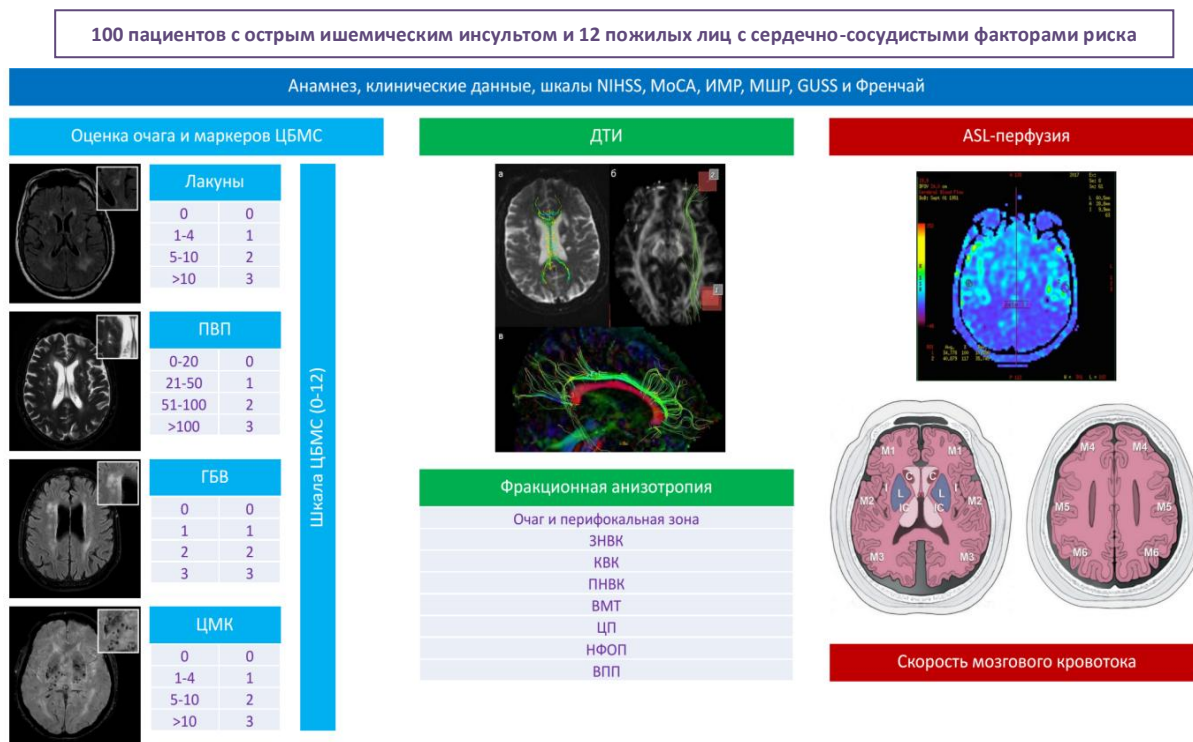 100 пациентов с острым ишемическим инсультом и 12 пожилых лиц с сердечно-сосудистыми факторами риска
Анамнез, клинические данные, шкалы NIHSS, MoCA, ИМР, МШР, GUSS и Френчай
Оценка очага и маркеров ЦБМС
Лакуны
0 0
1-4 1
5-10 2
>10 3
ПВП
0-20 0
21-50 1
51-100 2
>100 3
ГБВ
0 0
1 1
2 2
3 3
ЦМК
0 0
1-4 1
5-10 2
>10 3
Шкала ЦБМС (0-12)
ДТИ
а б
в
Фракционная анизотропия
Очаг и перифокальная зона
ЗНВК
КВК
ПНВК
ВМТ
ЦП
НФОП
ВПП
ASL-перфузия
2017
M1 M1
C C
I I
M2 L L M2
IC IC
M3 M3
M4 M4
M5 M5
M6 M6
Скорость мозгового кровотока